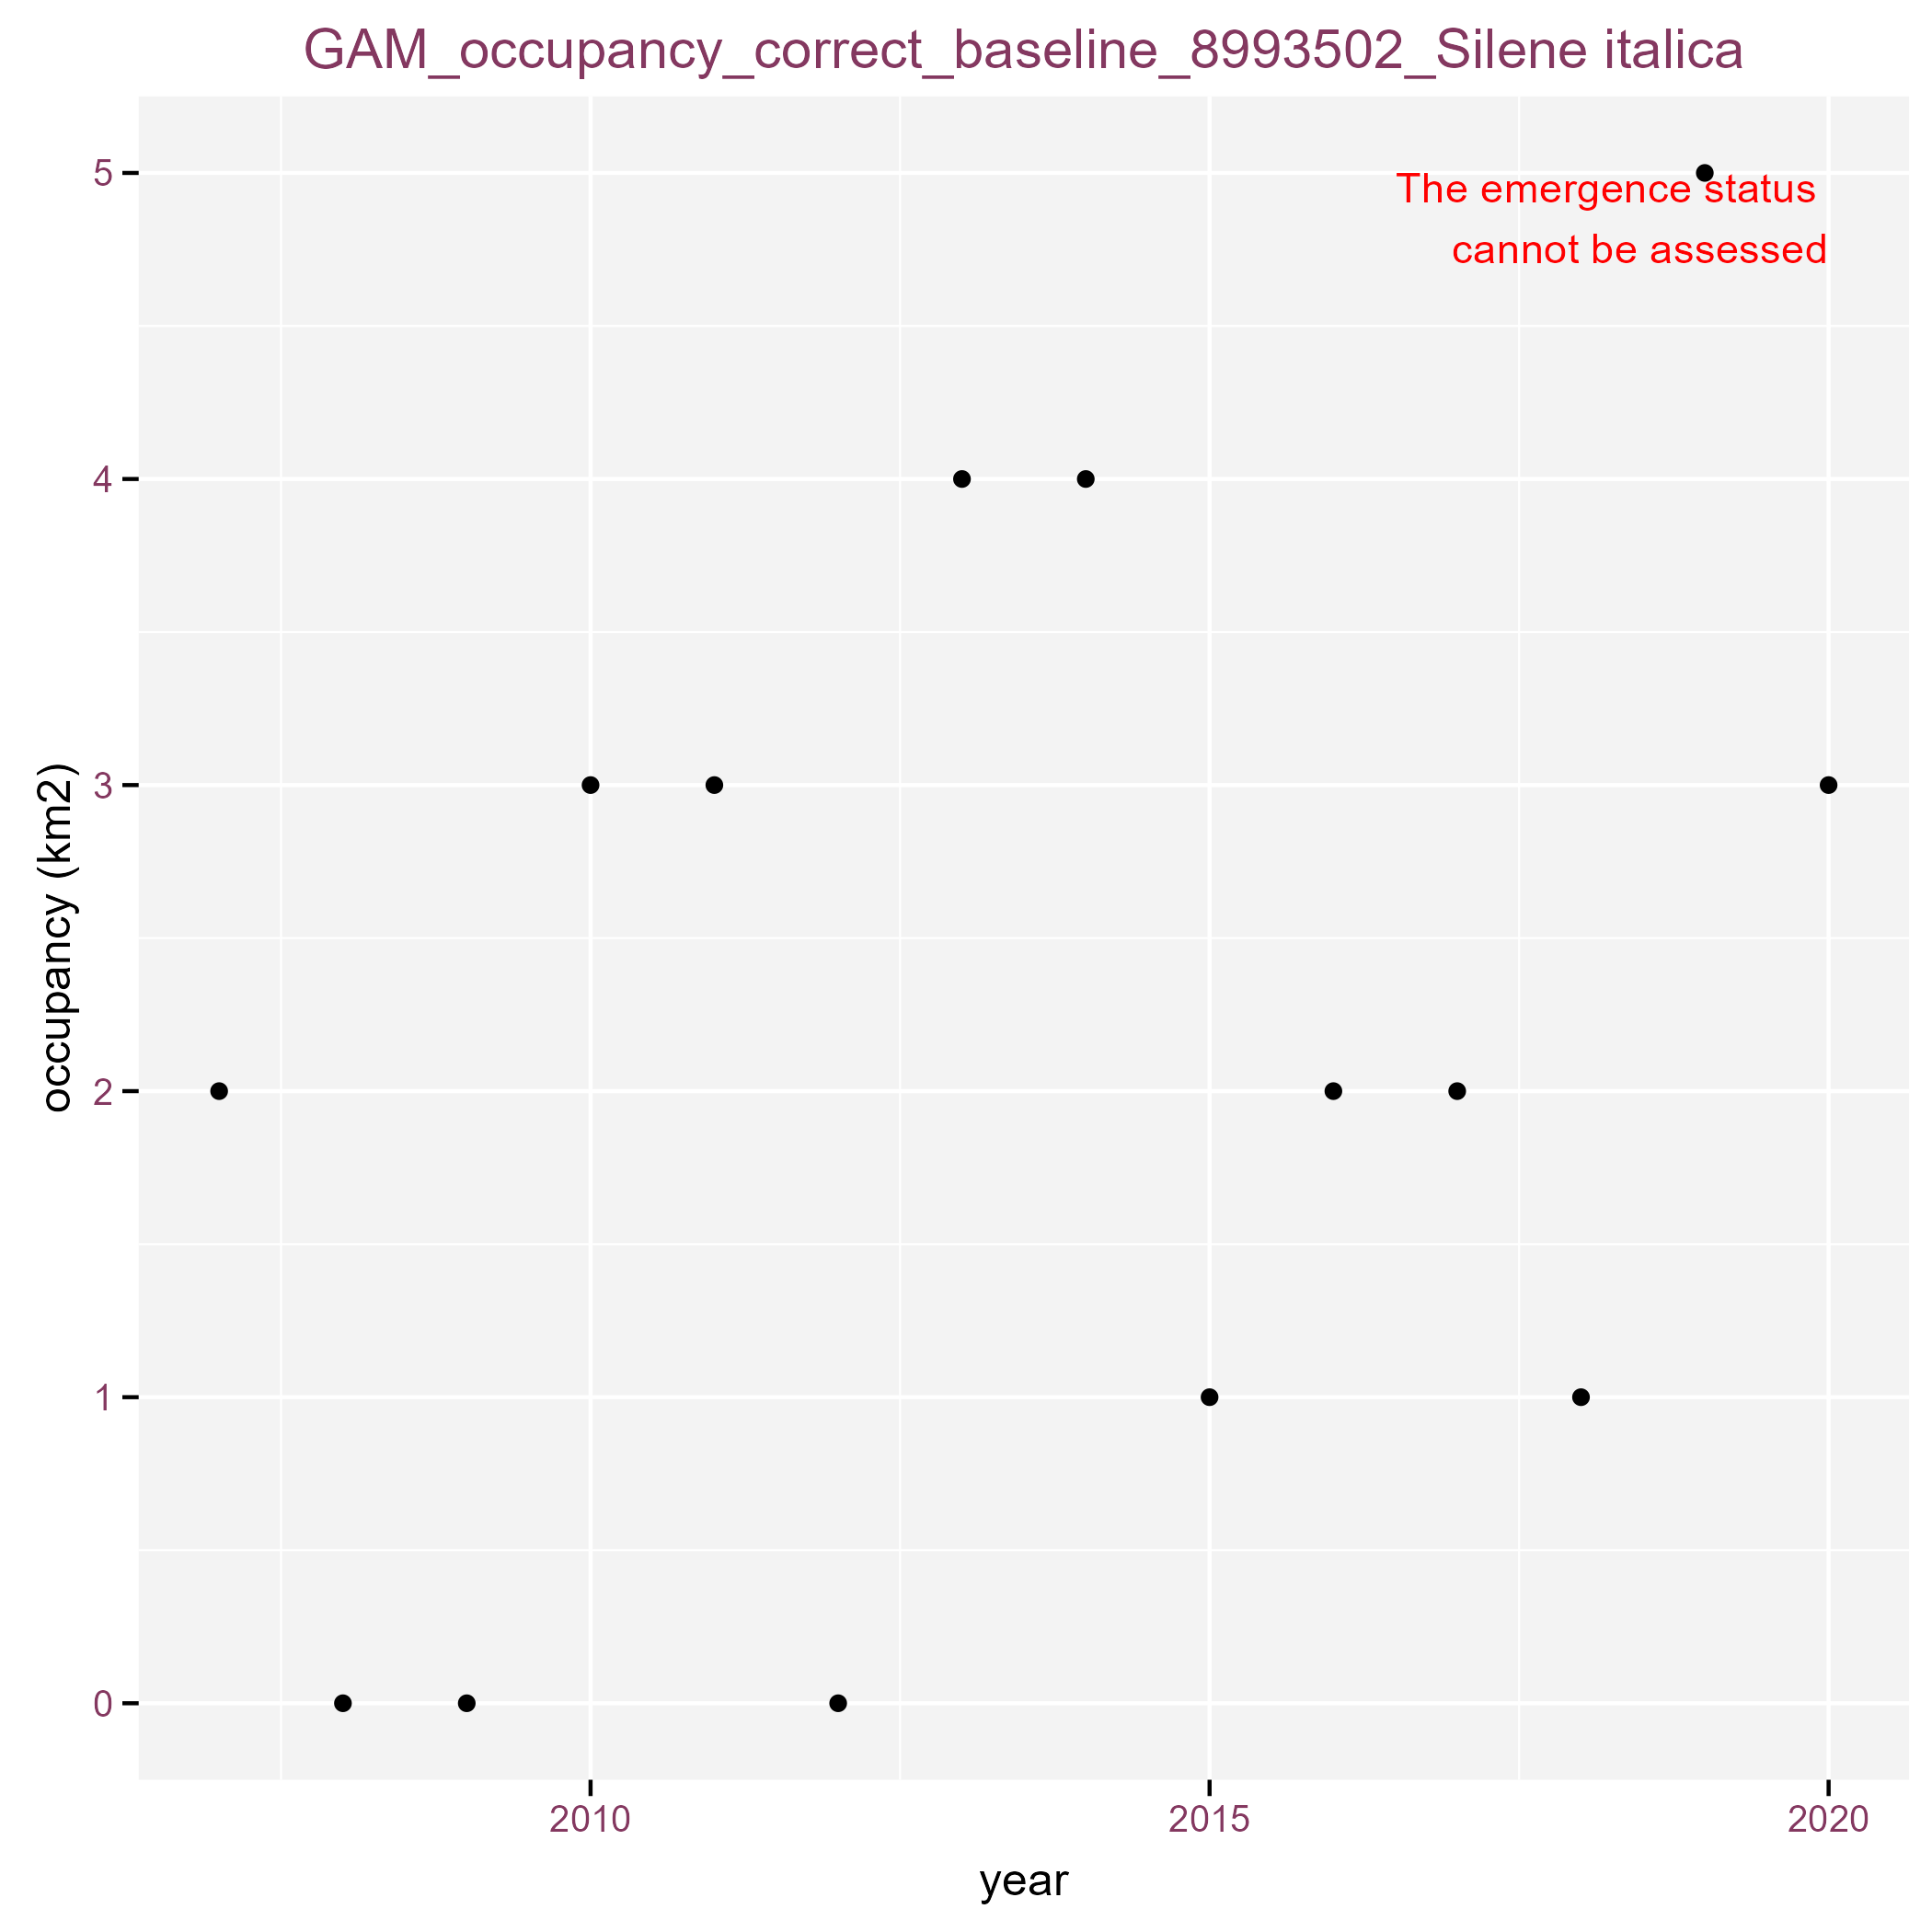 GAM_occupancy_correct_baseline_8993502_Silene italica
5
The emergence status
cannot be assessed
4
3
2
1
0
occupancy (km2)
2010
2015
2020
year